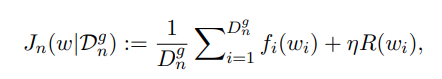 $J_n(w|\mathcal{D}_n^g) := \frac{1}{D_n^g} \sum_{i=1}^{D_n^g} f_i(w_i) + \eta R(w_i),$